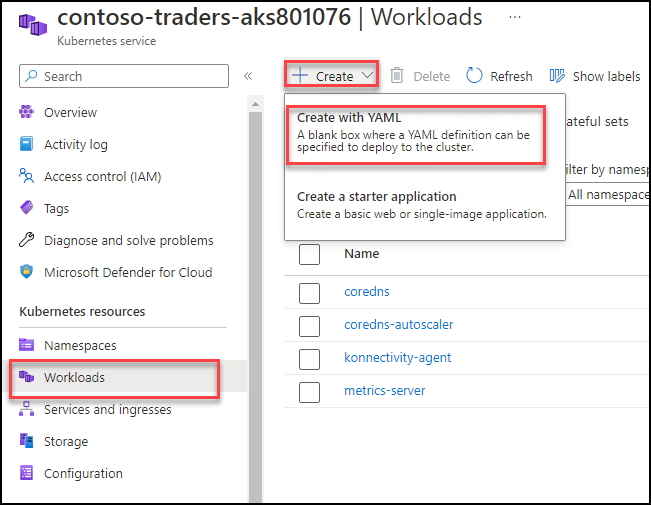 contoso-traders-aks801076 | Workloads ...
Kubernetes service
Search
«
Create
Delete
Refresh
Show labels
Overview
Activity log
Access control (IAM)
Tags
Diagnose and solve problems
Microsoft Defender for Cloud
Kubernetes resources
Namespaces
Workloads
Services and ingresses
Storage
Configuration
Create with YAML
A blank box where a YAML definition can be
specified to deploy to the cluster.
Create a starter application
Create a basic web or single-image application.
ateful sets
ilter by namesp
All namespace
Name
coredns
coredns-autoscaler
konnectivity-agent
metrics-server